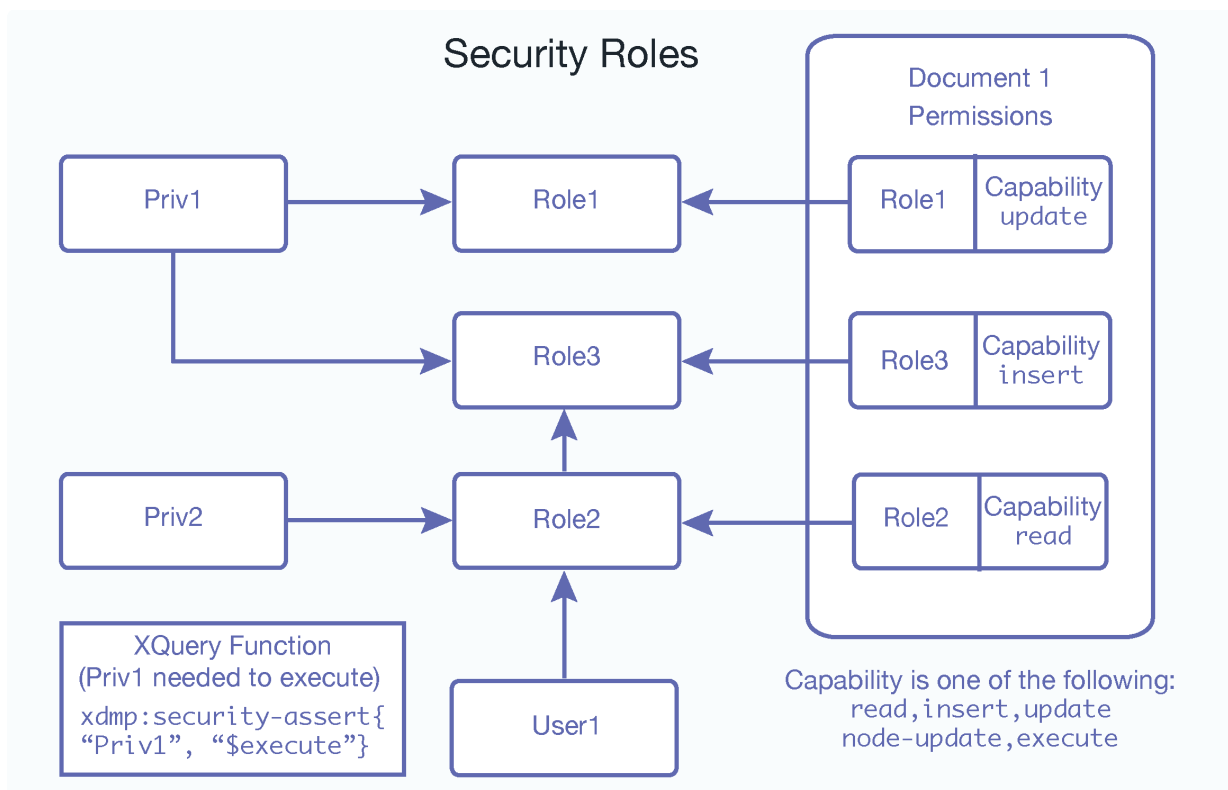 Security Roles
Document 1
Permissions
Priv1
Role1
Role1
Capability
update
Role3
Role3
Capability
insert
Priv2
Role2
Role2
Capability
read
XQuery Function
(Priv1 needed to execute)
xdmp:security-assert{
“Priv1”, “$execute”}
User1
Capability is one of the following:
read,insert,update
node-update,execute